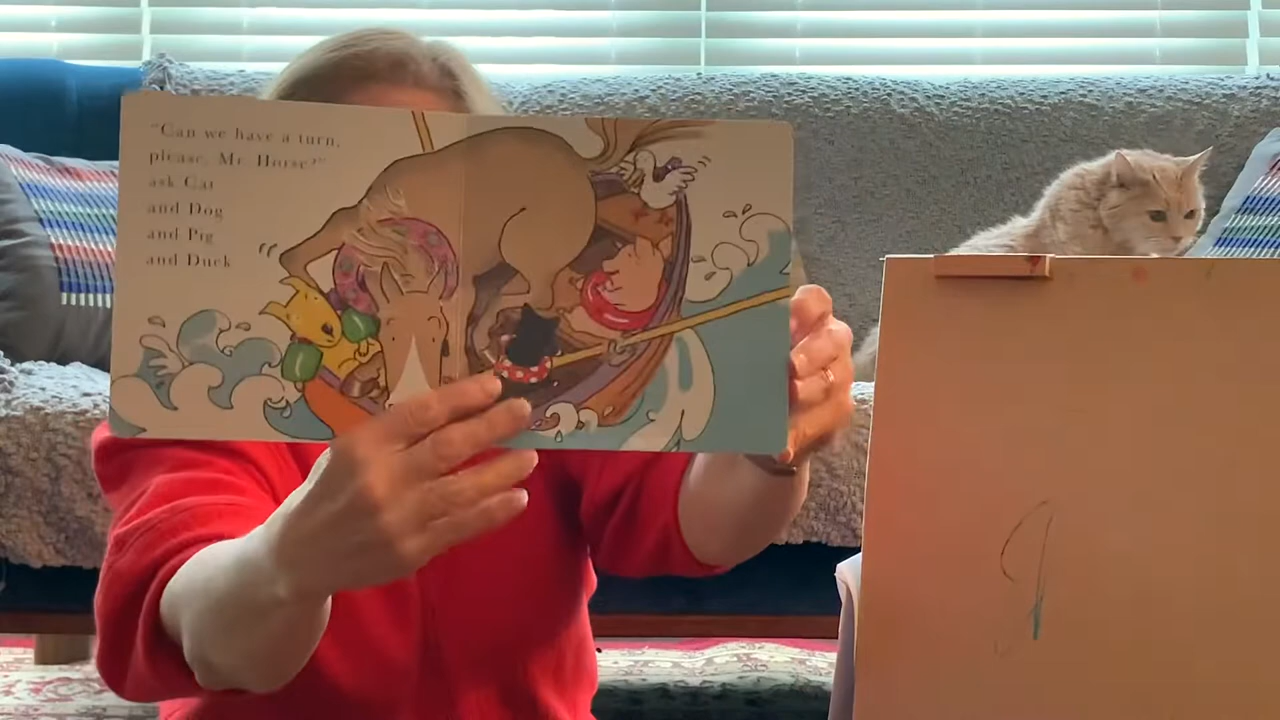 "Can we have a turn,
please, Mr. Horse?"
ask Cat
and Dog
and Pig
and Duck